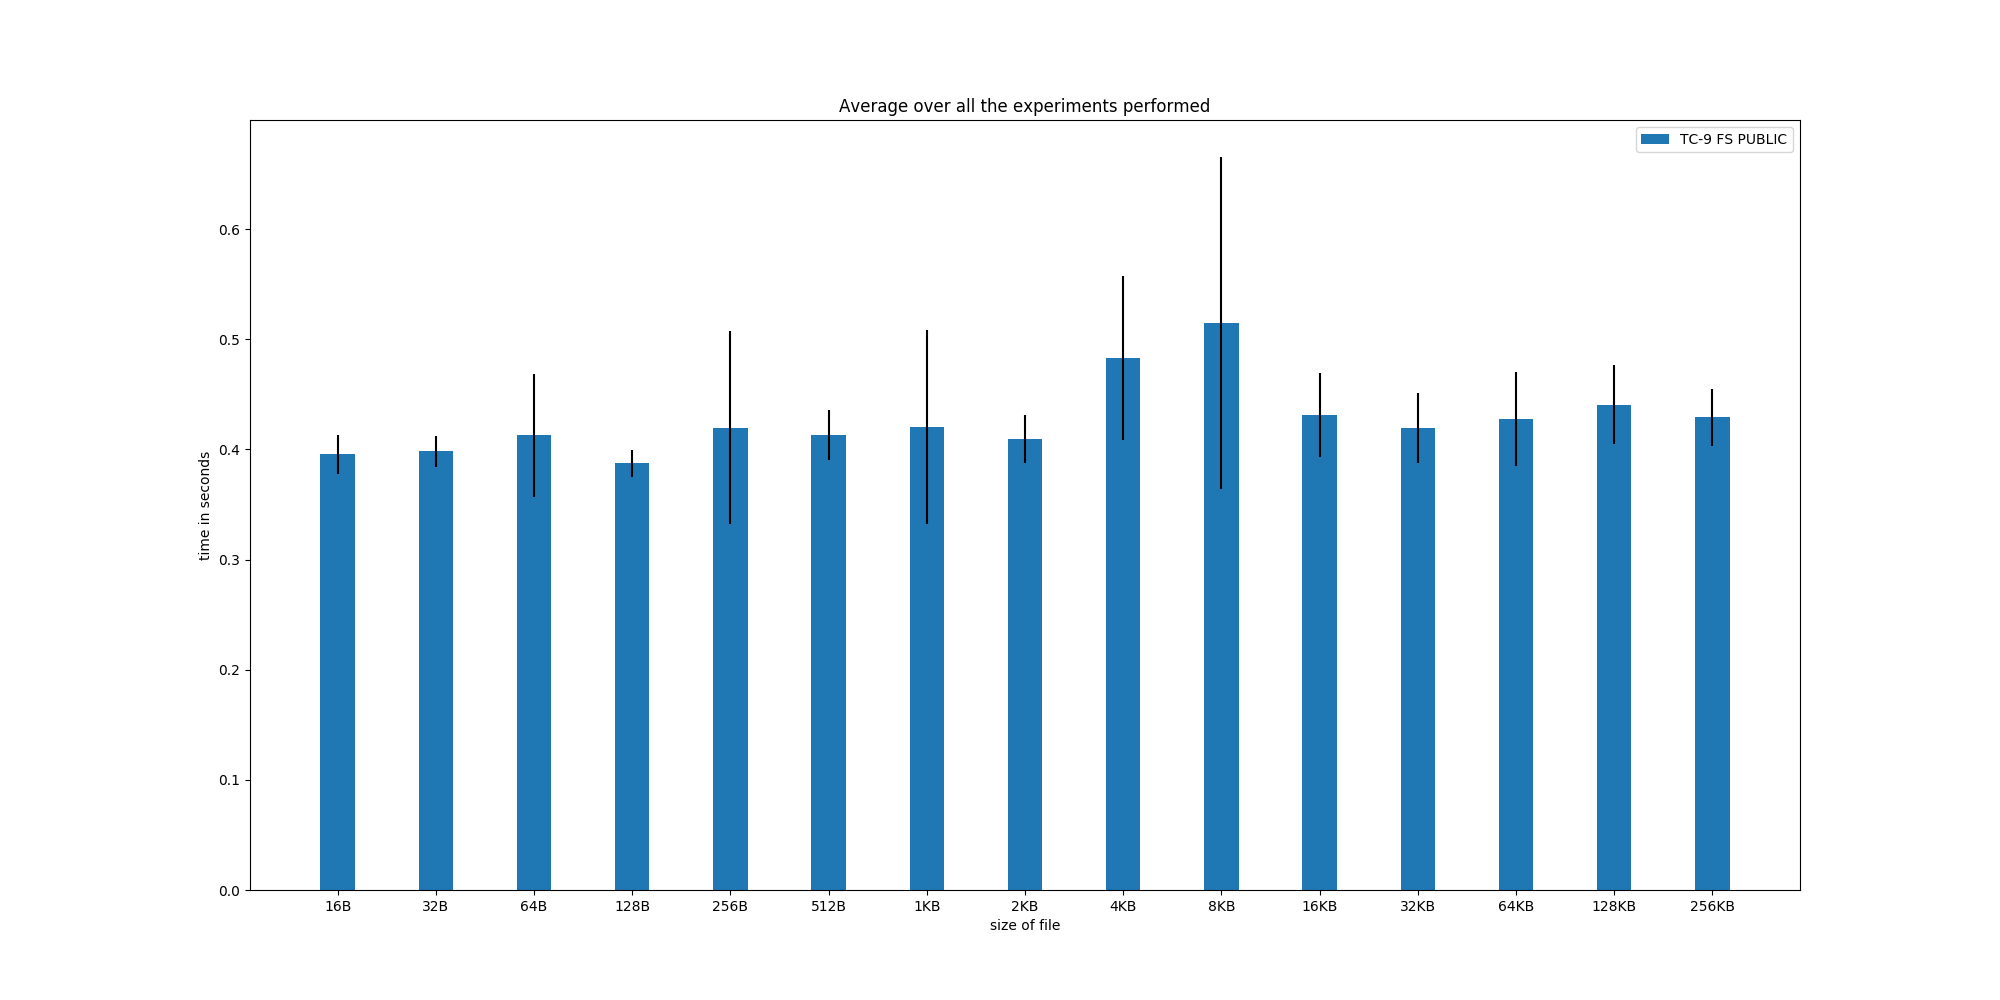 Average over all the experiments performed
TC-9 FS PUBLIC
0.6
0.5
0.4
0.3
0.2
0.1
0.0
time in seconds
16B 32B 64B 128B 256B 512B 1KB 2KB 4KB 8KB 16KB 32KB 64KB 128KB 256KB
size of file